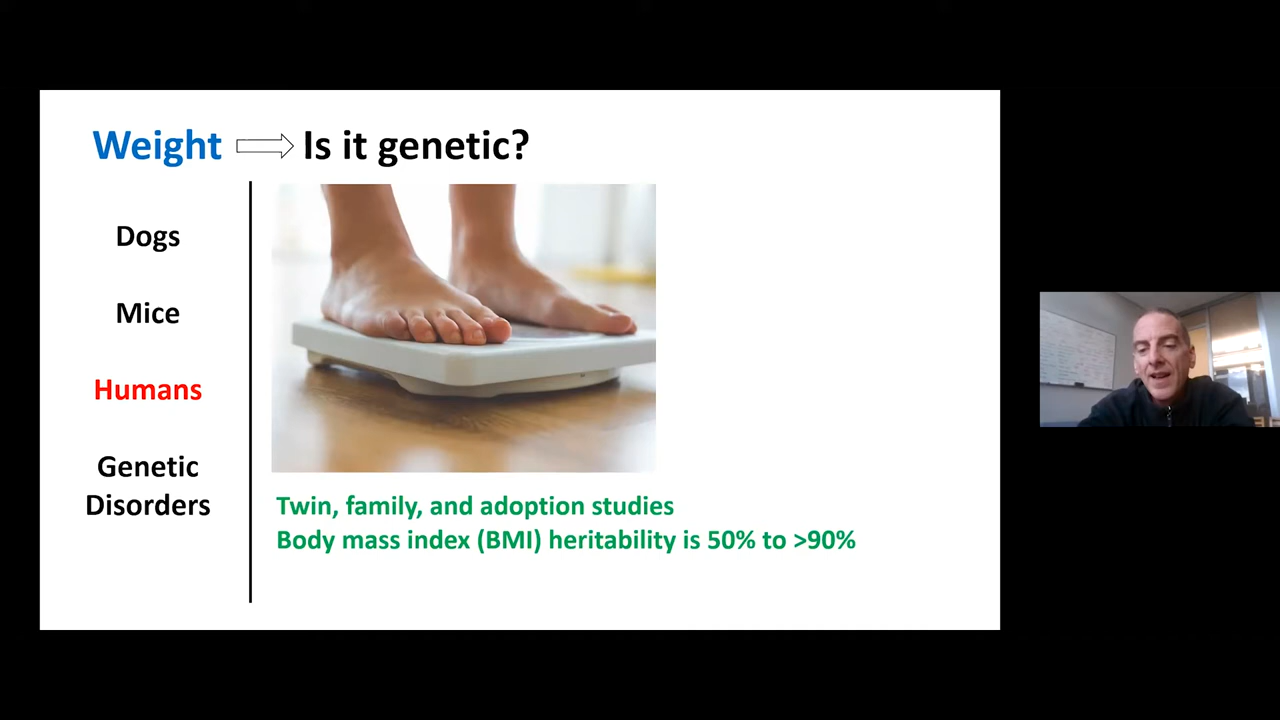 Weight Is it genetic?
Dogs
Mice
Humans
Genetic
Disorders
Twin, family, and adoption studies
Body mass index (BMI) heritability is 50% to >90%